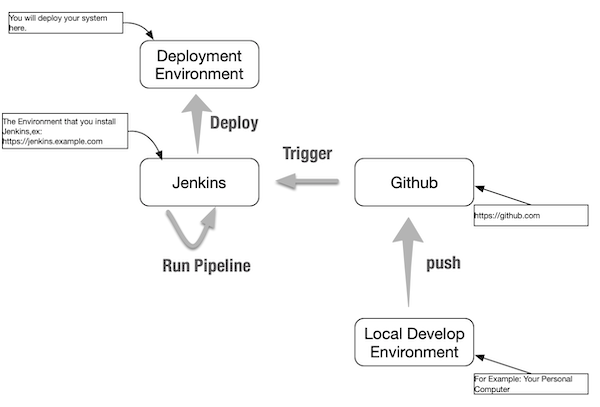 You will deploy your system
here.
Deployment
Environment
Deploy
The Environment that you install
Jenkins,ex:
https://jenkins.example.com
Trigger
Jenkins
Github
https://github.com
Run Pipeline
push
Local Develop
Environment
For Example: Your Personal
Computer